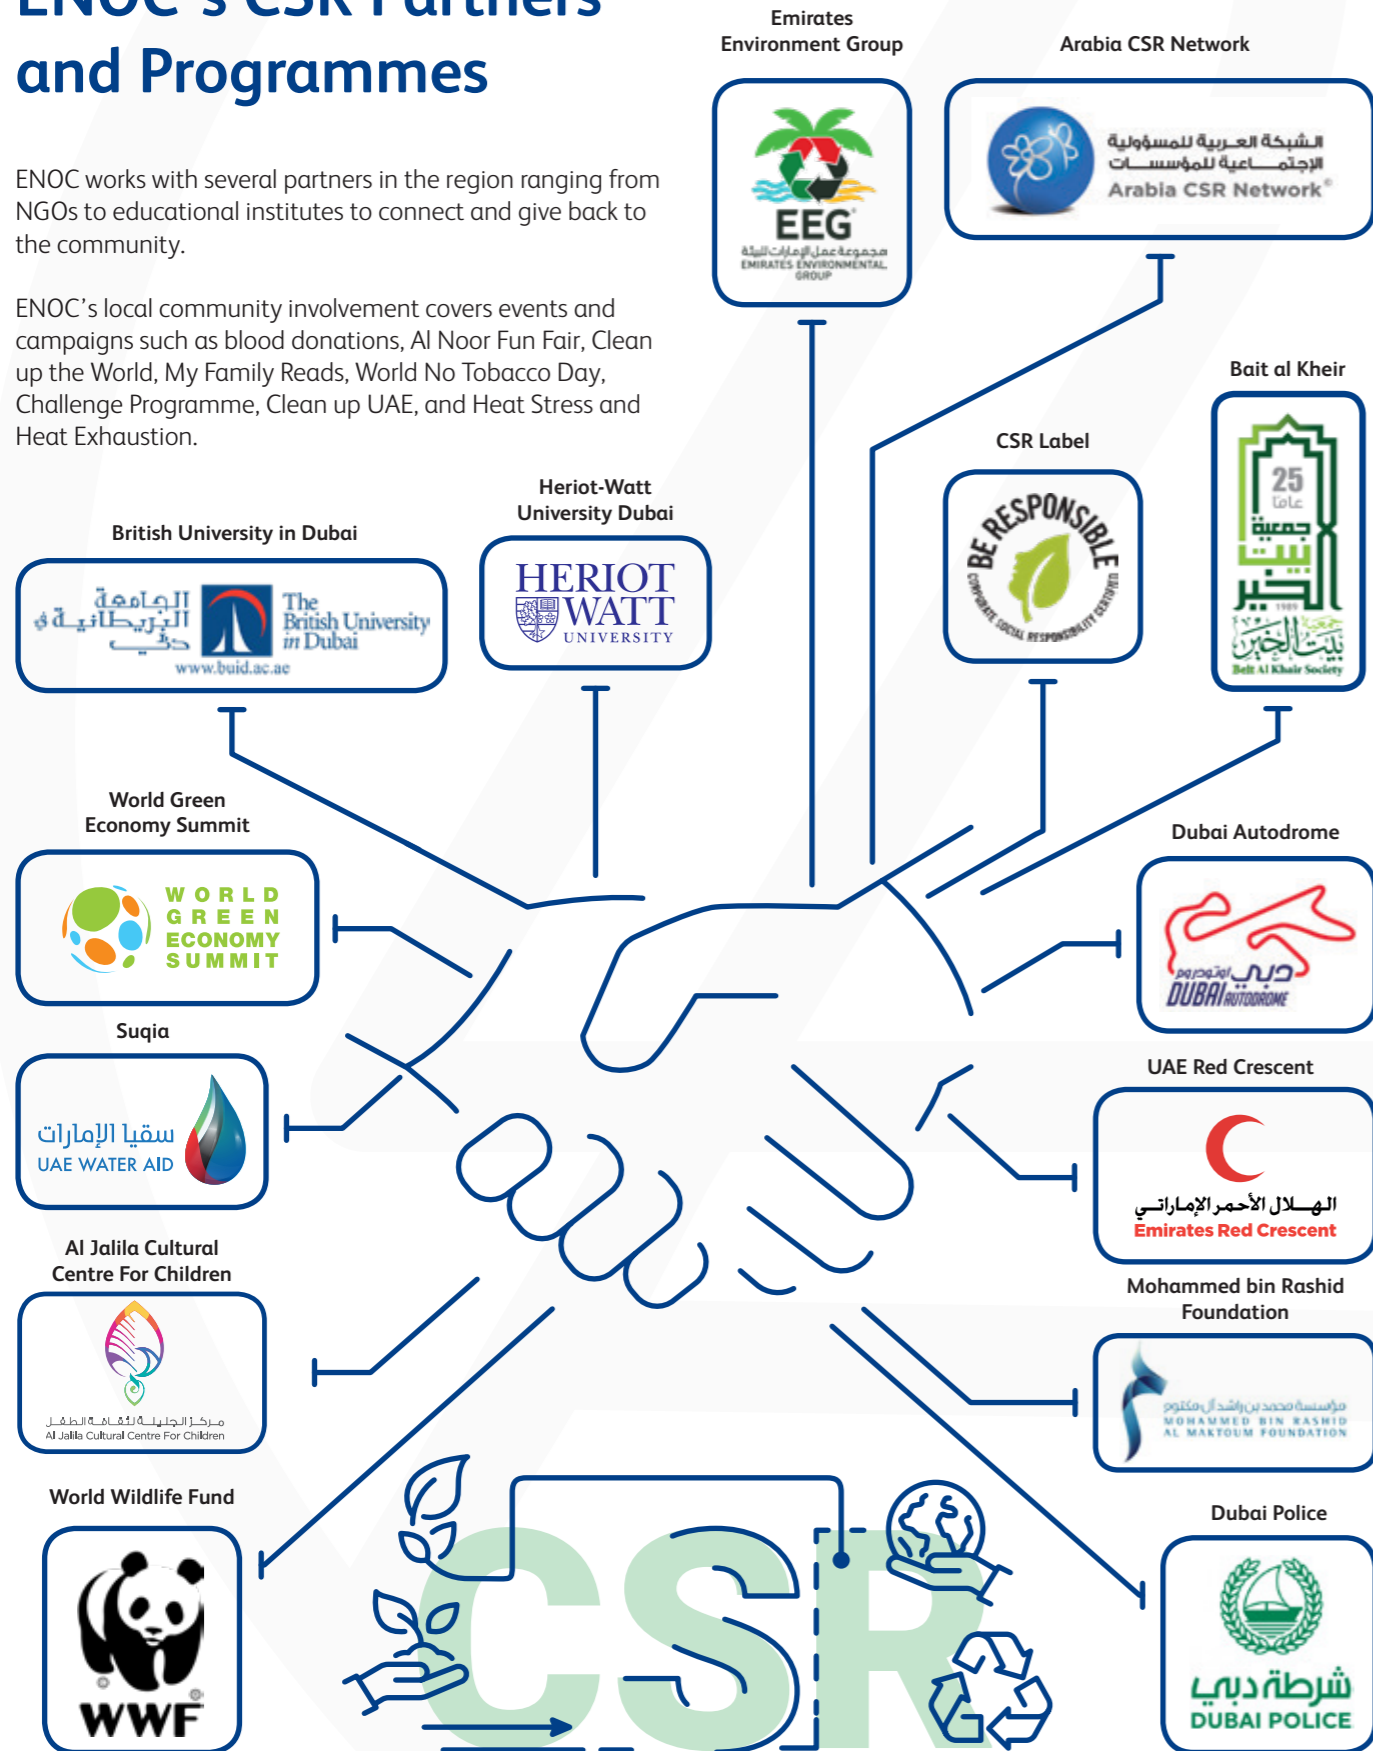 ENOC's CSR Partners
and Programmes
ENOC works with several partners in the region ranging from
NGOs to educational institutes to connect and give back to
the community.
ENOC's local community involvement covers events and
campaigns such as blood donations, Al Noor Fun Fair, Clean
up the World, My Family Reads, World No Tobacco Day,
Challenge Programme, Clean up UAE, and Heat Stress and
Heat Exhaustion.
Emirates
Environment Group
EEG
مجموعة عمل الإمارات للبيئة
EMIRATES ENVIRONMENTAL
GROUP
Arabia CSR Network
الشبكة العربية للمسؤولية
الإجتماعية للمؤسسات
Arabia CSR Network©
Bait al Kheir
25
عامًا
جمعية
بيت
الخير
1989
جمعية
بيت الخير
Beit Al Khair Society
CSR Label
BE RESPONSIBLE
CORPORATE SOCIAL RESPONSIBILITY CERTIFIED
Heriot-Watt
University Dubai
HERIOT
WATT
UNIVERSITY
British University in Dubai
الجامعة
البريطانية في
دبي
The
British University
in Dubai
www.buid.ac.ae
World Green
Economy Summit
WORLD
GREEN
ECONOMY
SUMMIT
Dubai Autodrome
دبي اوتودروم
DUBAI AUTODROME
Suqia
سقيا الإمارات
UAE WATER AID
UAE Red Crescent
الهلال الأحمر الإماراتي
Emirates Red Crescent
Al Jalila Cultural
Centre For Children
مركز الجليلة لثقافة الطفل
Al Jalila Cultural Centre For Children
Mohammed bin Rashid
Foundation
مؤسسة محمد بن راشد آل مكتوم
MOHAMMED BIN RASHID
AL MAKTOUM FOUNDATION
World Wildlife Fund
®
©
WWF
Dubai Police
شرطة دبي
DUBAI POLICE
CSR